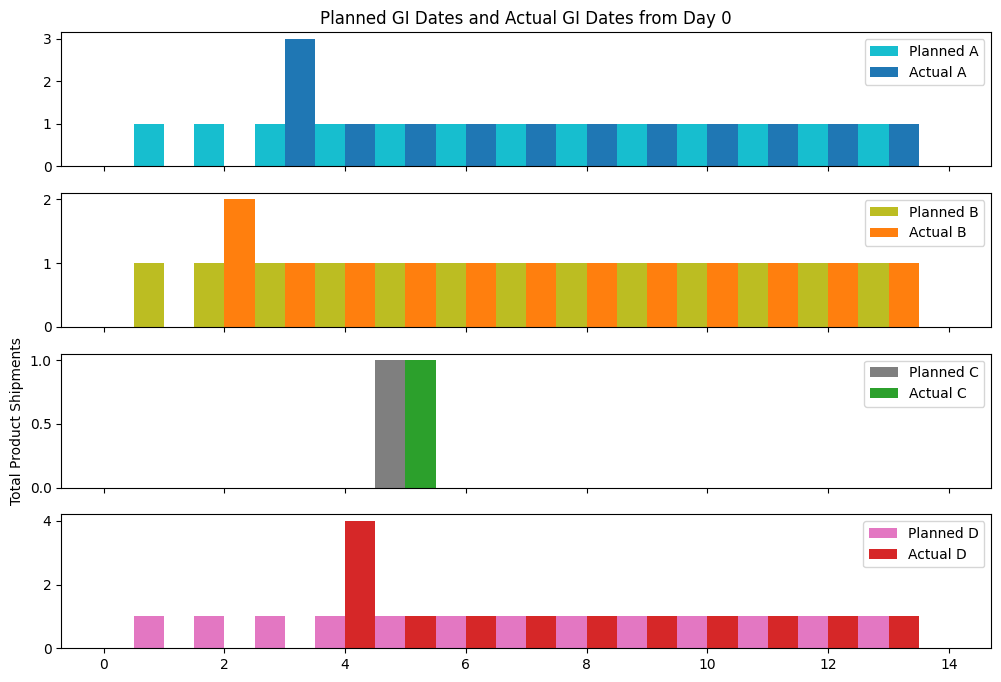 Planned GI Dates and Actual GI Dates from Day 0
3
2
1
0
Planned A
Actual A
2
1
0
Planned B
Actual B
Total Product Shipments
1.0
0.5
0.0
Planned C
Actual C
4
2
0
Planned D
Actual D
0 2 4 6 8 10 12 14